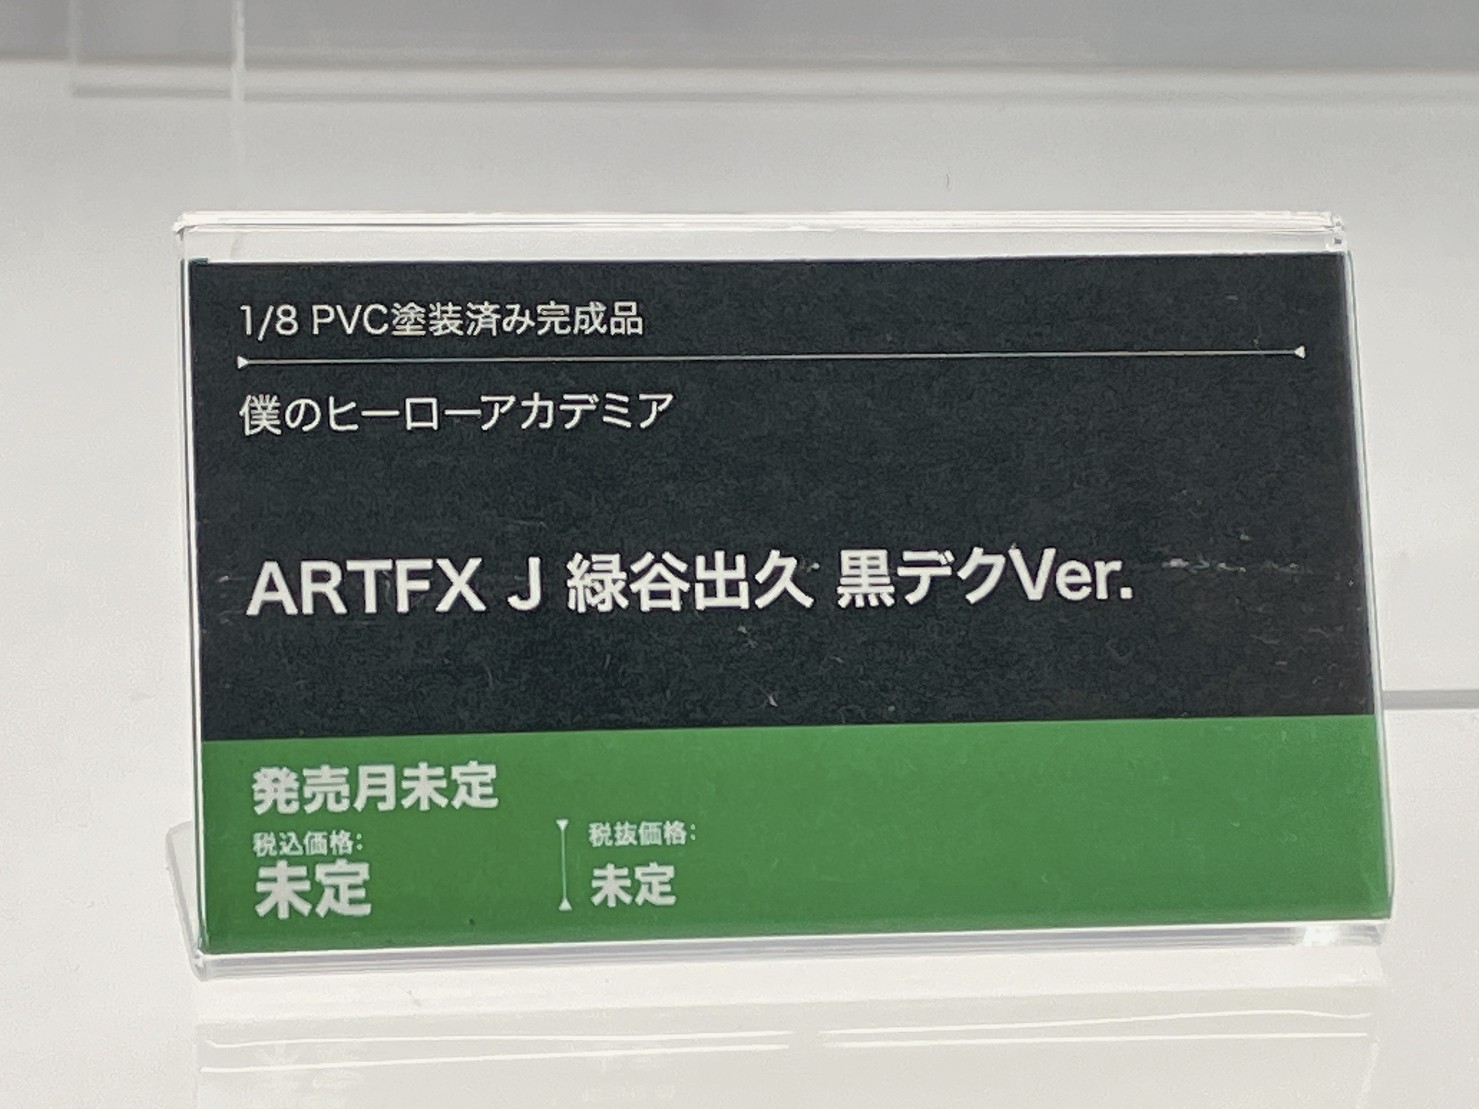 1/8 PVC塗装済み完成品
僕のヒーローアカデミア
ARTFX J 緑谷出久 黒デクVer.
発売月未定
税込価格:
未定
税抜価格:
未定